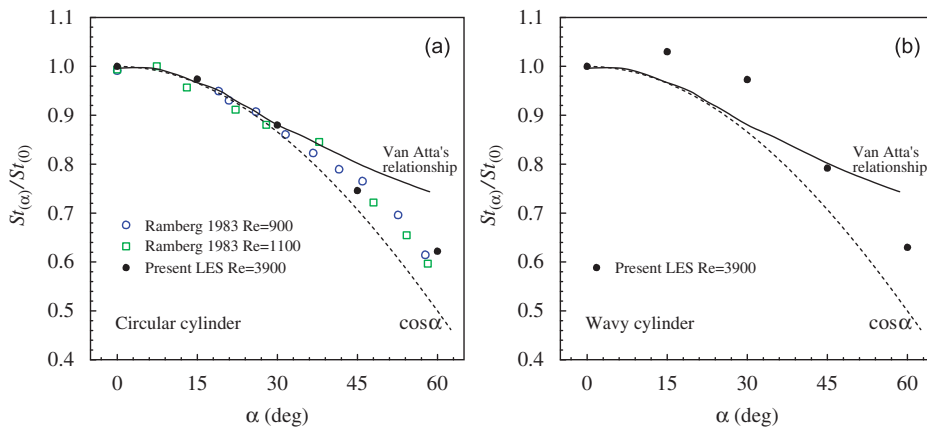 St(α)/St(0)
1.1
1.0
0.9
0.8
0.7
0.6
0.5
0.4
(a)
Van Atta's
relationship
Ramberg 1983 Re=900
Ramberg 1983 Re=1100
Present LES Re=3900
Circular cylinder
cosα
0 15 30 45 60
α (deg)
St(α)/St(0)
1.1
1.0
0.9
0.8
0.7
0.6
0.5
0.4
(b)
Van Atta's
relationship
Present LES Re=3900
Wavy cylinder
cosα
0 15 30 45 60
α (deg)